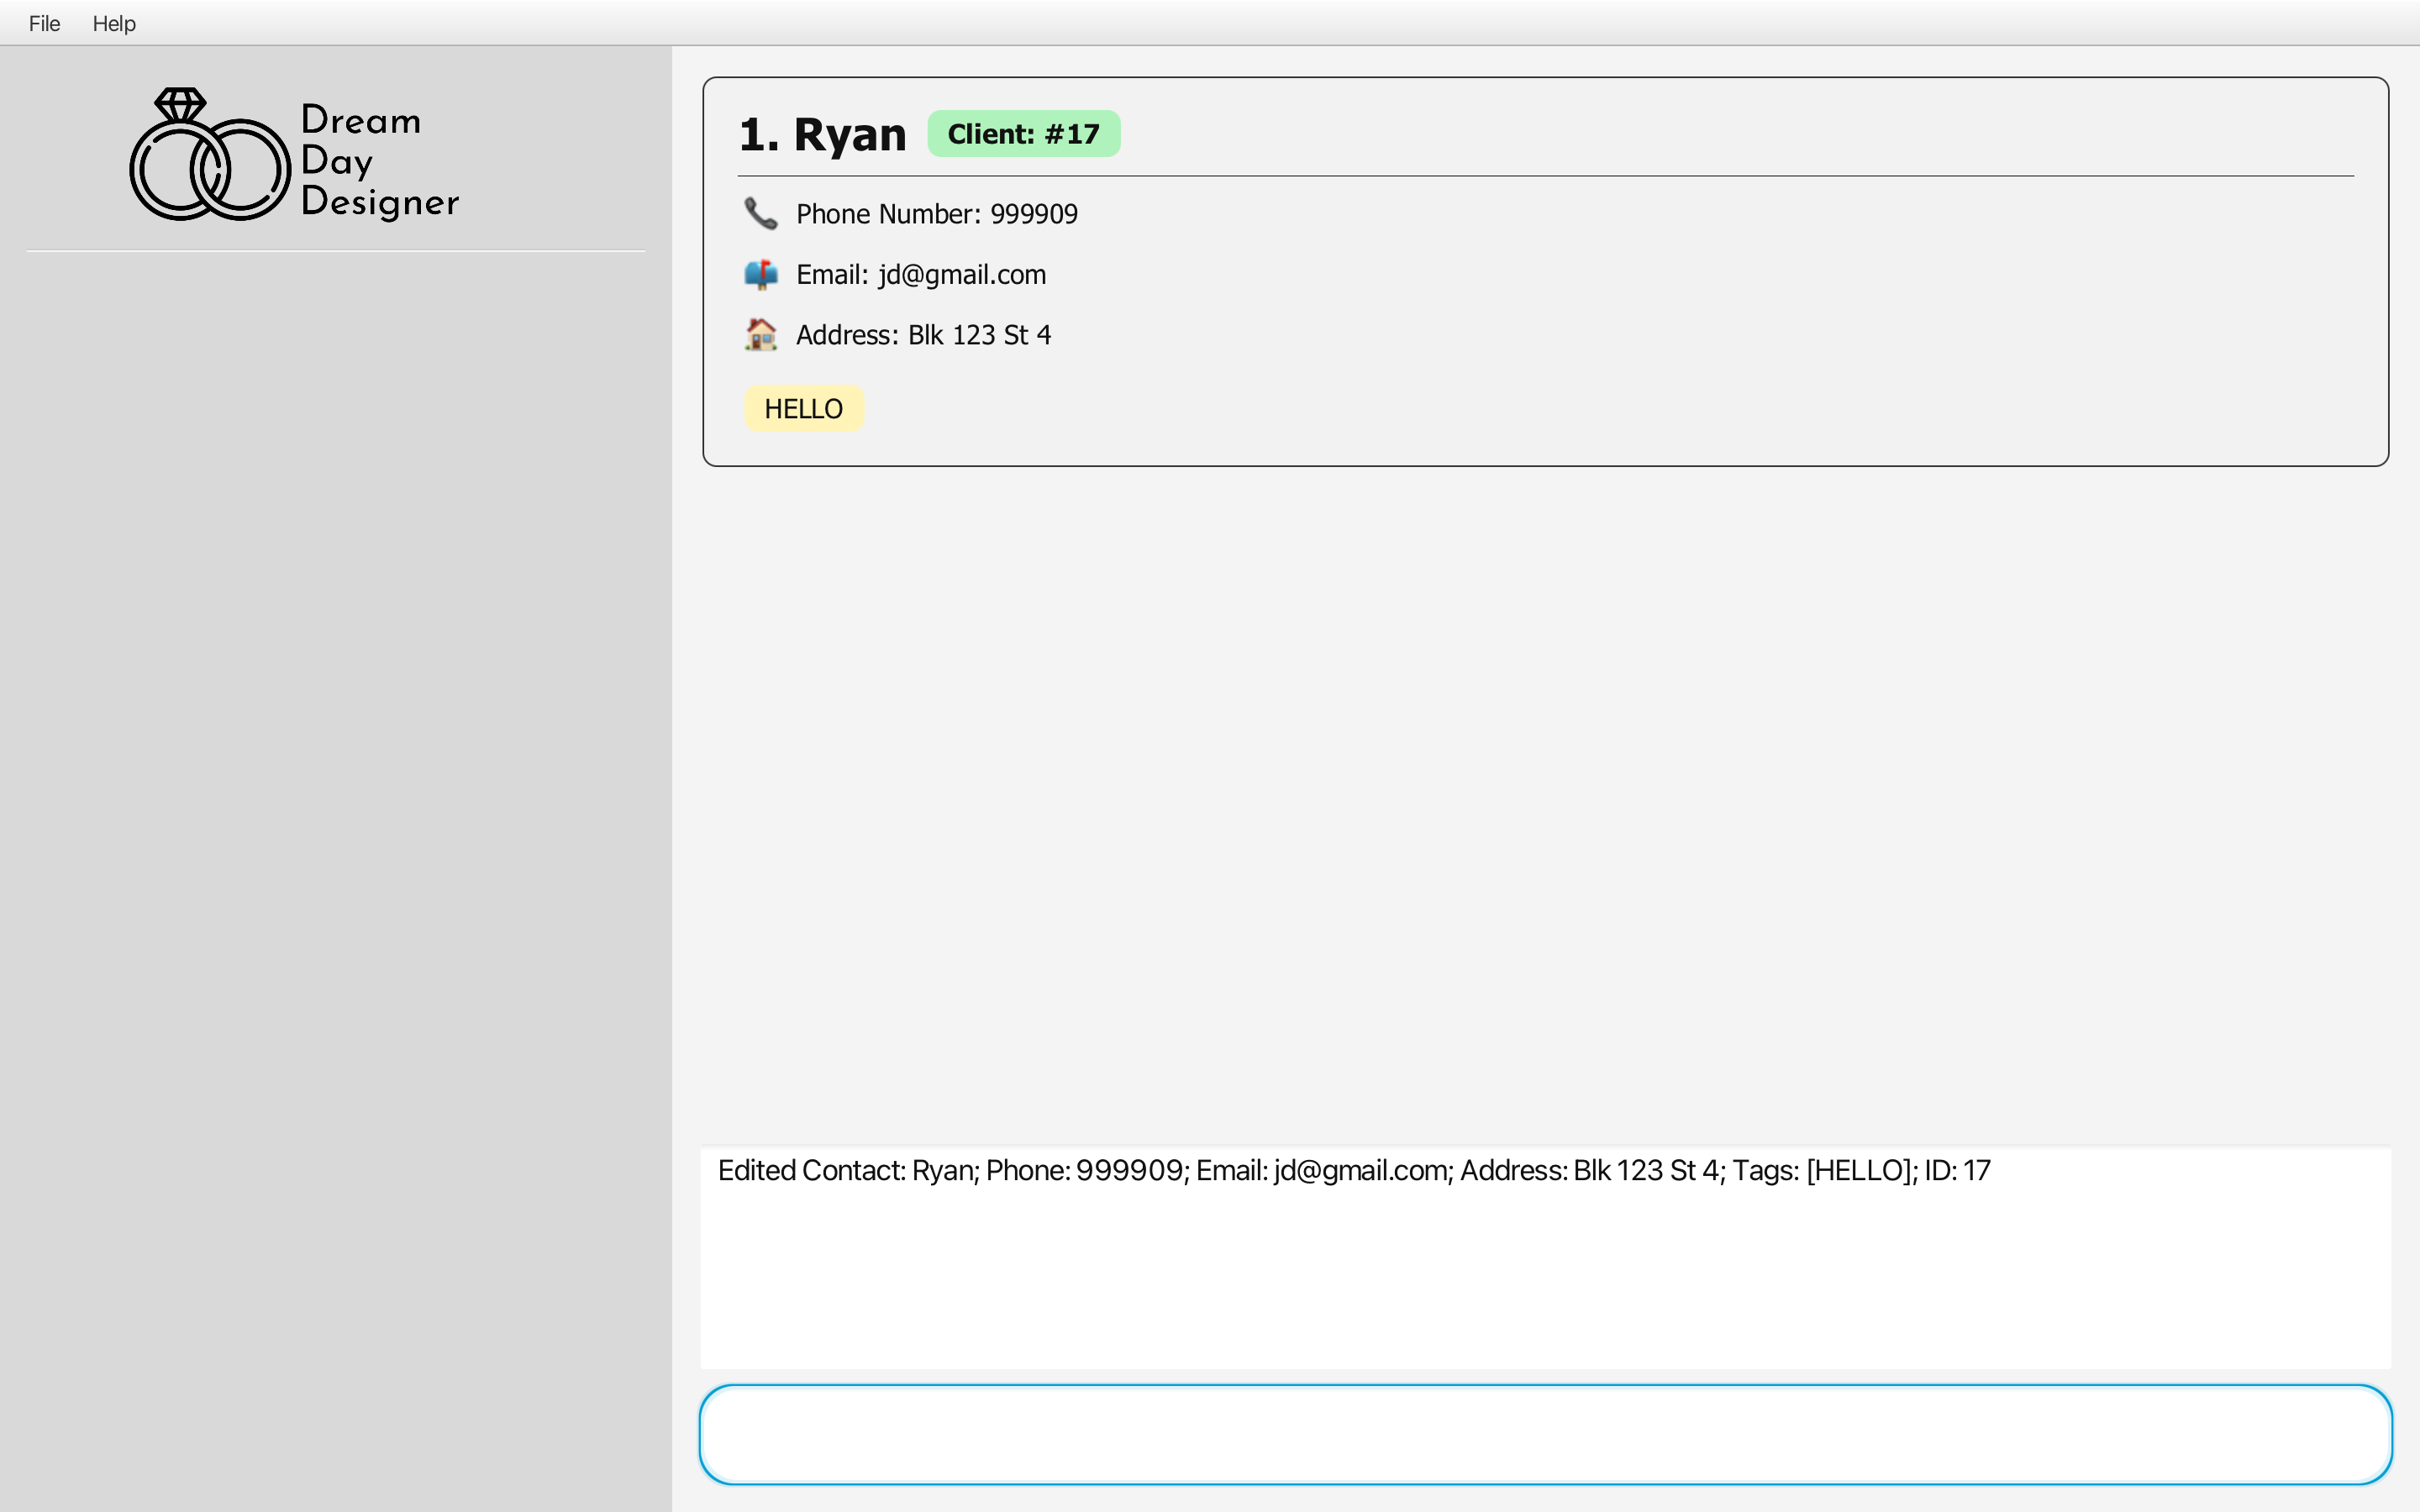 File Help
Dream
Day
Designer
1. Ryan Client: #17
Phone Number: 999909
Email: jd@gmail.com
Address: Blk 123 St 4
HELLO
Edited Contact: Ryan; Phone: 999909; Email: jd@gmail.com; Address: Blk 123 St 4; Tags: [HELLO]; ID: 17